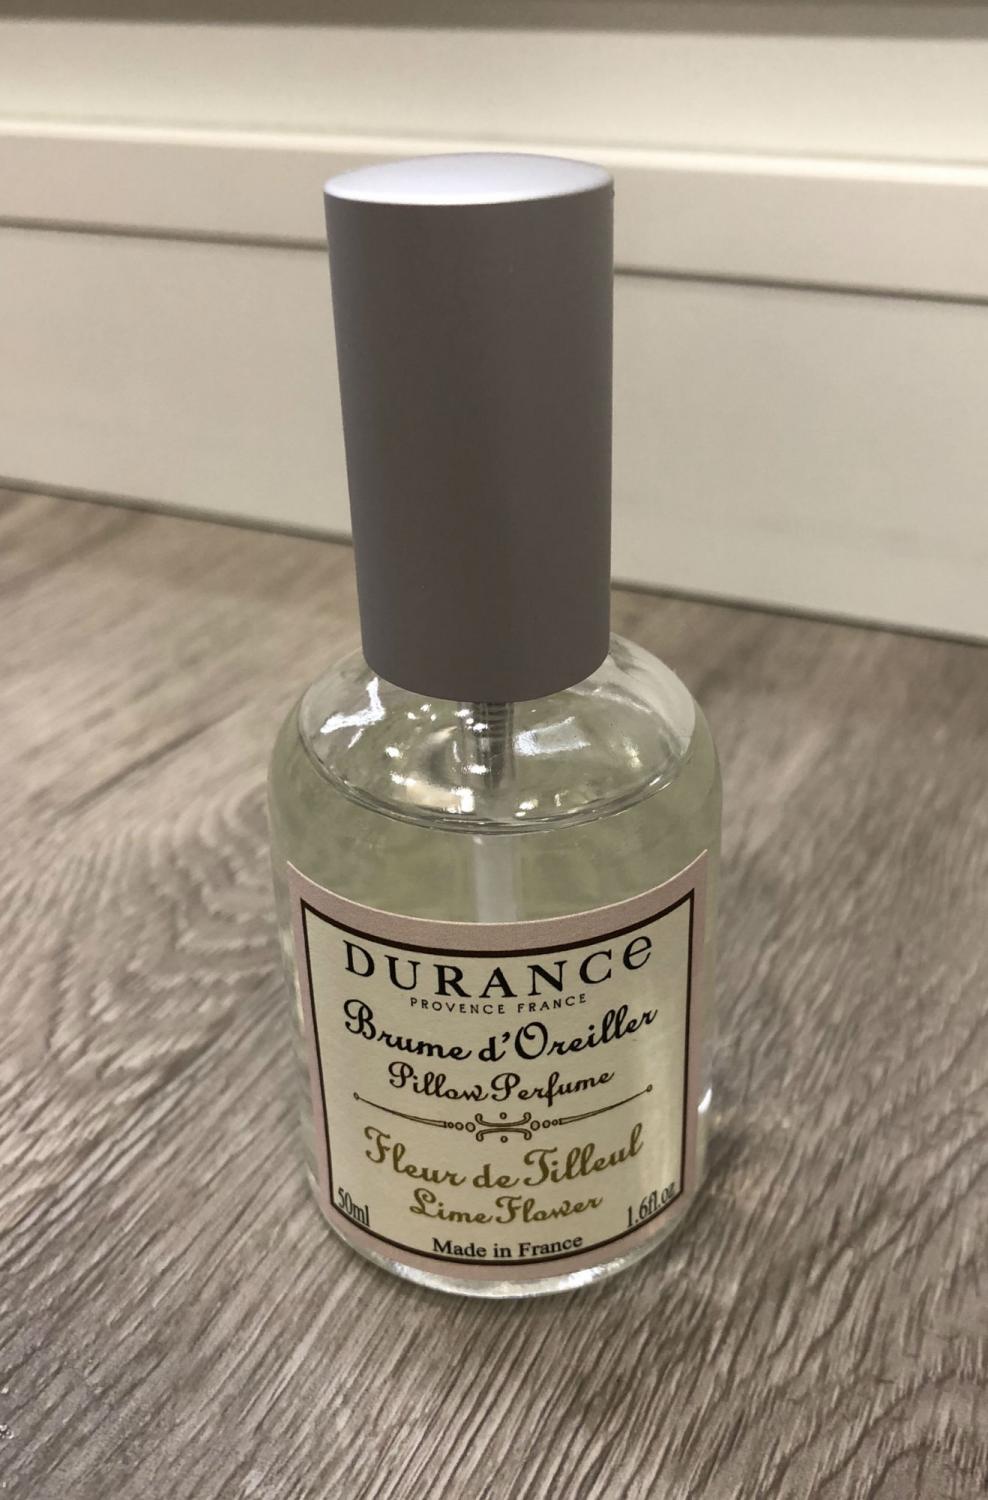 DURANCe
PROVENCE FRANCE
Brume d'Oreiller
Pillow Perfume
Fleur de Tilleul
Lime Flower
50ml 1.6fl.oz
Made in France